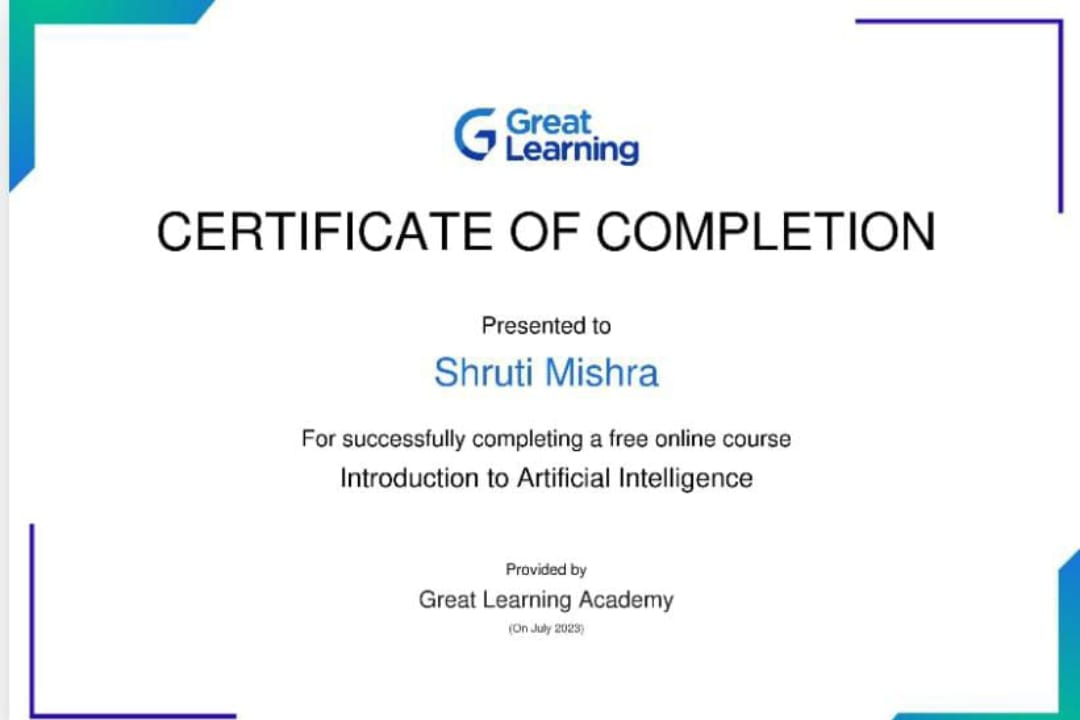 Great
Learning
CERTIFICATE OF COMPLETION
Presented to
Shruti Mishra
For successfully completing a free online course
Introduction to Artificial Intelligence
Provided by
Great Learning Academy
(On July 2023)